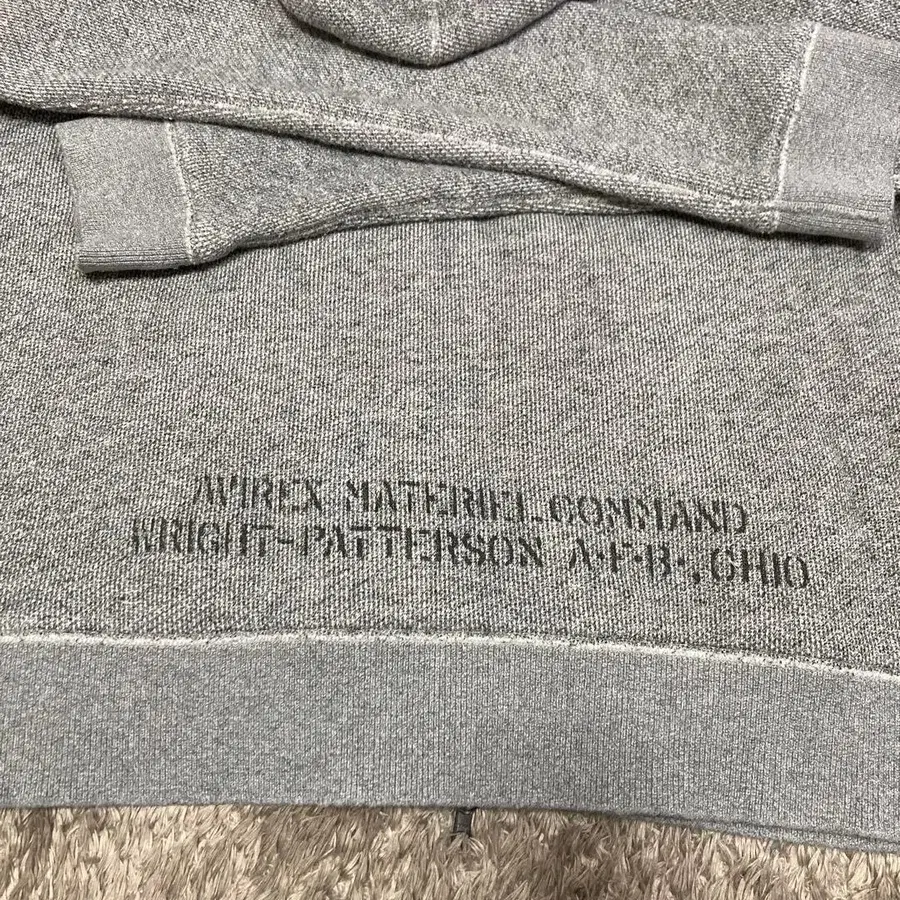 AVIREX MATERIEL COMMAND
WRIGHT-PATTERSON A·F·B·, OHIO